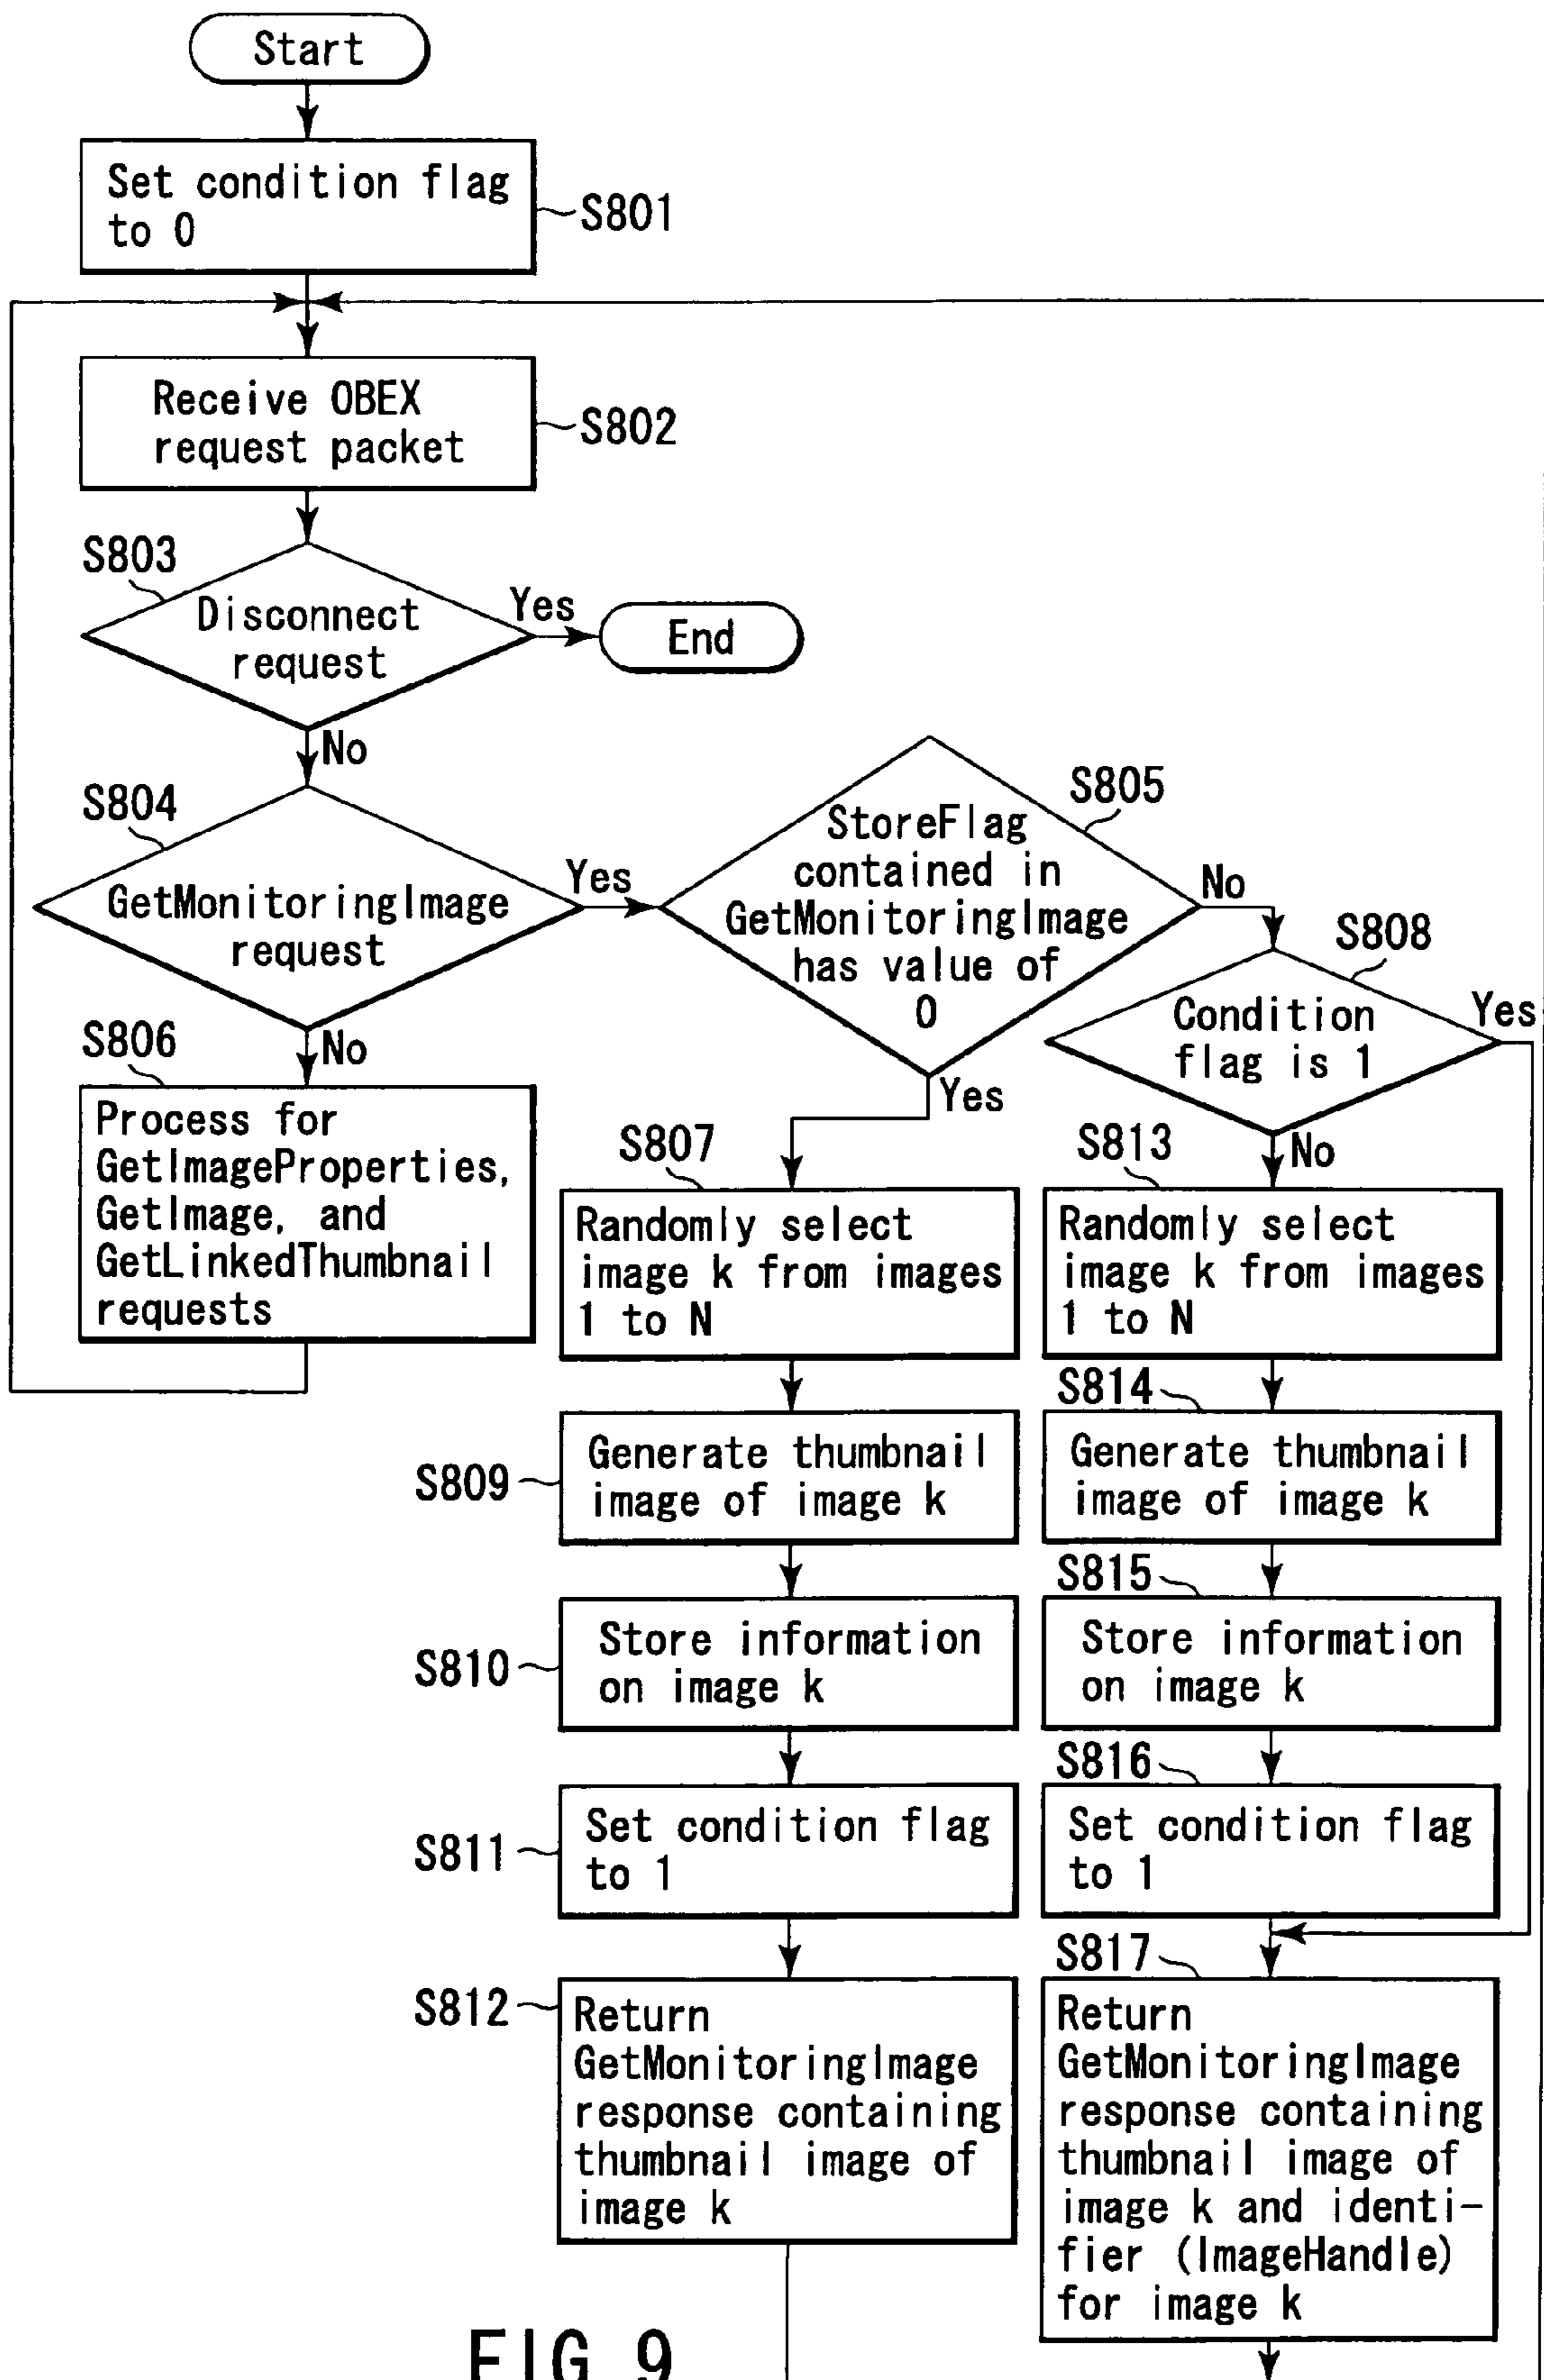 Start
Set condition flag
to 0
S801
Receive OBEX
request packet
S802
S803
Disconnect
request
Yes
End
No
S804
GetMonitoringImage
request
Yes
S805
StoreFlag
contained in
GetMonitoringImage
has value of
0
No
Yes
S806
No
Process for
GetImageProperties,
GetImage, and
GetLinkedThumbnail
requests
S808
Condition
flag is 1
Yes
No
S807
Randomly select
image k from images
1 to N
S813
Randomly select
image k from images
1 to N
S809
Generate thumbnail
image of image k
S814
Generate thumbnail
image of image k
S810
Store information
on image k
S815
Store information
on image k
S811
Set condition flag
to 1
S816
Set condition flag
to 1
S812
Return
GetMonitoringImage
response containing
thumbnail image of
image k
S817
Return
GetMonitoringImage
response containing
thumbnail image of
image k and identi-
fier (ImageHandle)
for image k
FIG. 9